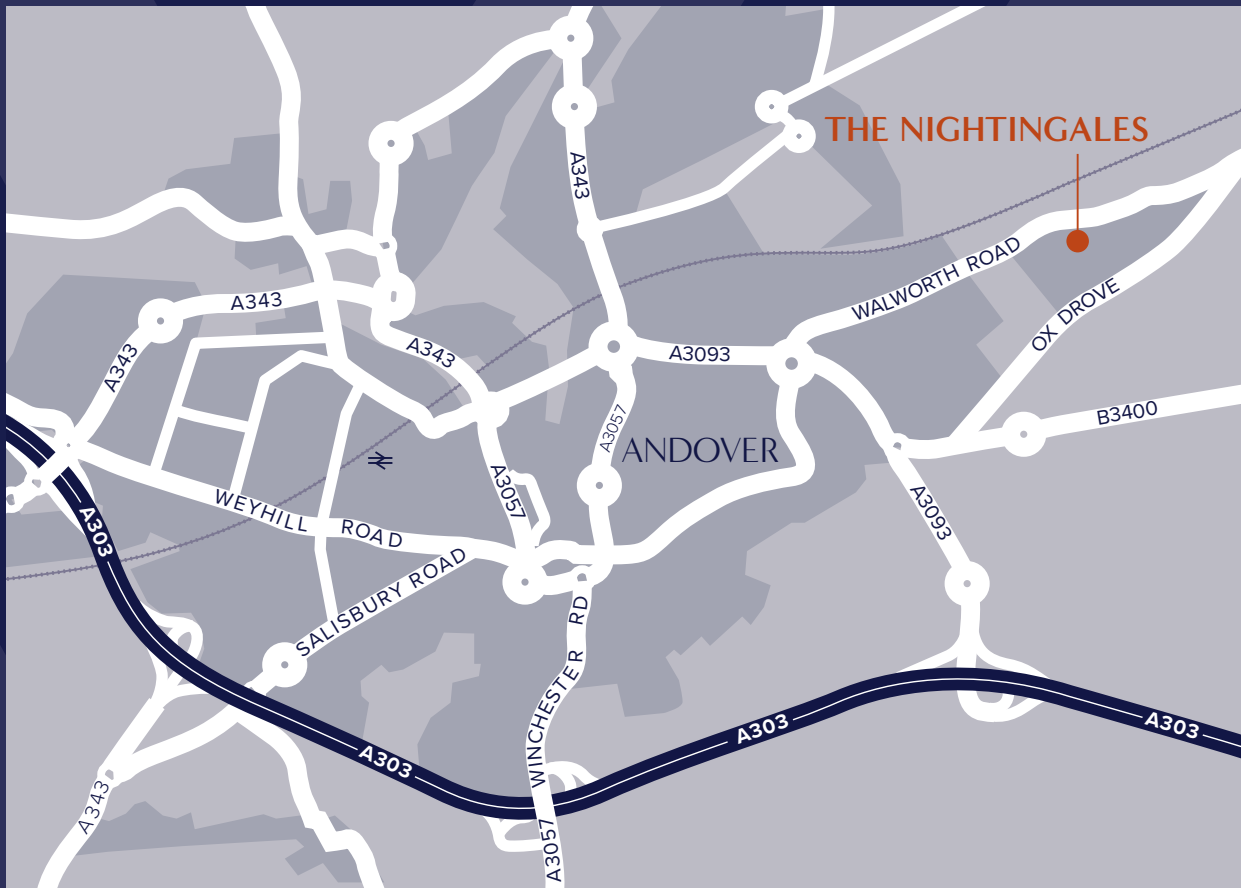 THE NIGHTINGALES
A343
WALWORTH ROAD
A343
OX DROVE
A343
A343
A3093
A3057
B3400
ANDOVER
A3057
WEYHILL ROAD
A3093
A303
SALISBURY ROAD
WINCHESTER RD
A303
A303
A303
A343
A3057